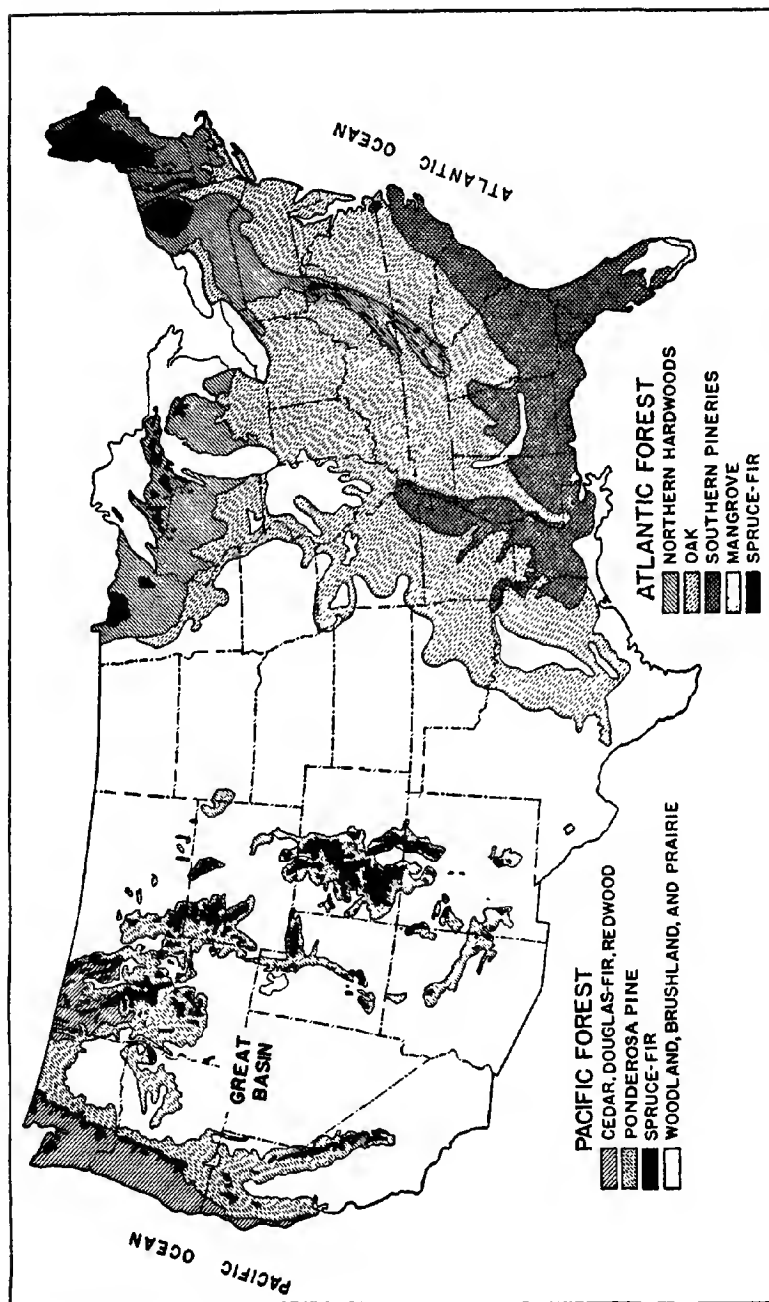 PACIFIC OCEAN
GREAT
BASIN
ATLANTIC OCEAN
PACIFIC FOREST
CEDAR, DOUGLAS-FIR, REDWOOD
PONDEROSA PINE
SPRUCE-FIR
WOODLAND, BRUSHLAND, AND PRAIRIE
ATLANTIC FOREST
NORTHERN HARDWOODS
OAK
SOUTHERN PINERIES
MANGROVE
SPRUCE-FIR